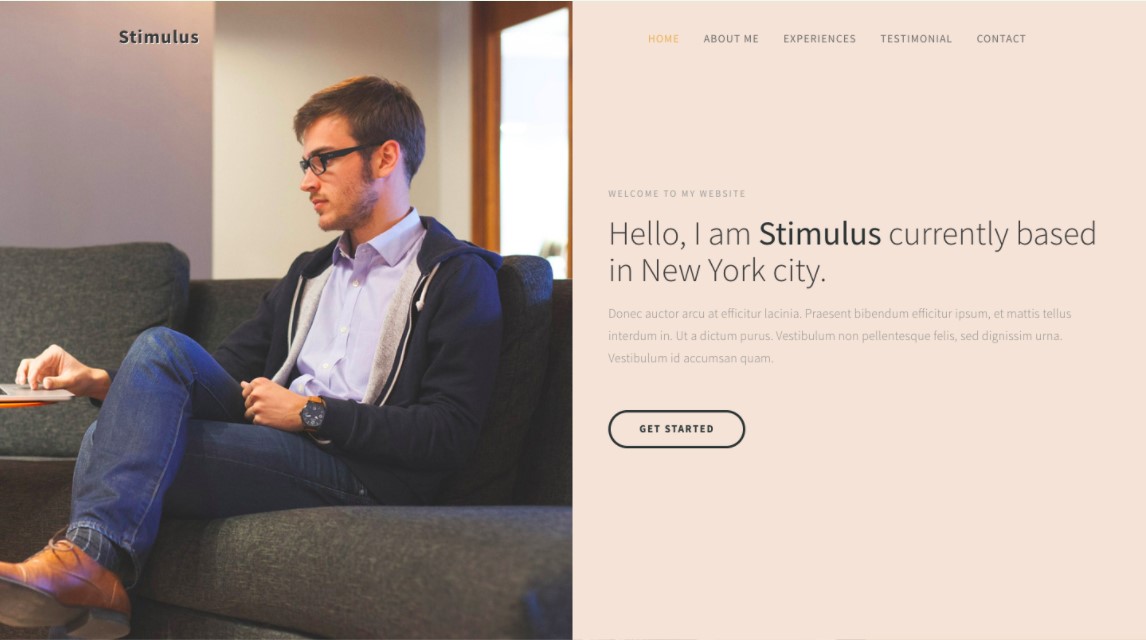 Stimulus
HOME ABOUT ME EXPERIENCES TESTIMONIAL CONTACT
WELCOME TO MY WEBSITE
Hello, I am Stimulus currently based
in New York city.
Donec auctor arcu at efficitur lacinia. Praesent bibendum efficitur ipsum, et mattis tellus
interdum in. Ut a dictum purus. Vestibulum non pellentesque felis, sed dignissim urna.
Vestibulum id accumsan quam.
GET STARTED